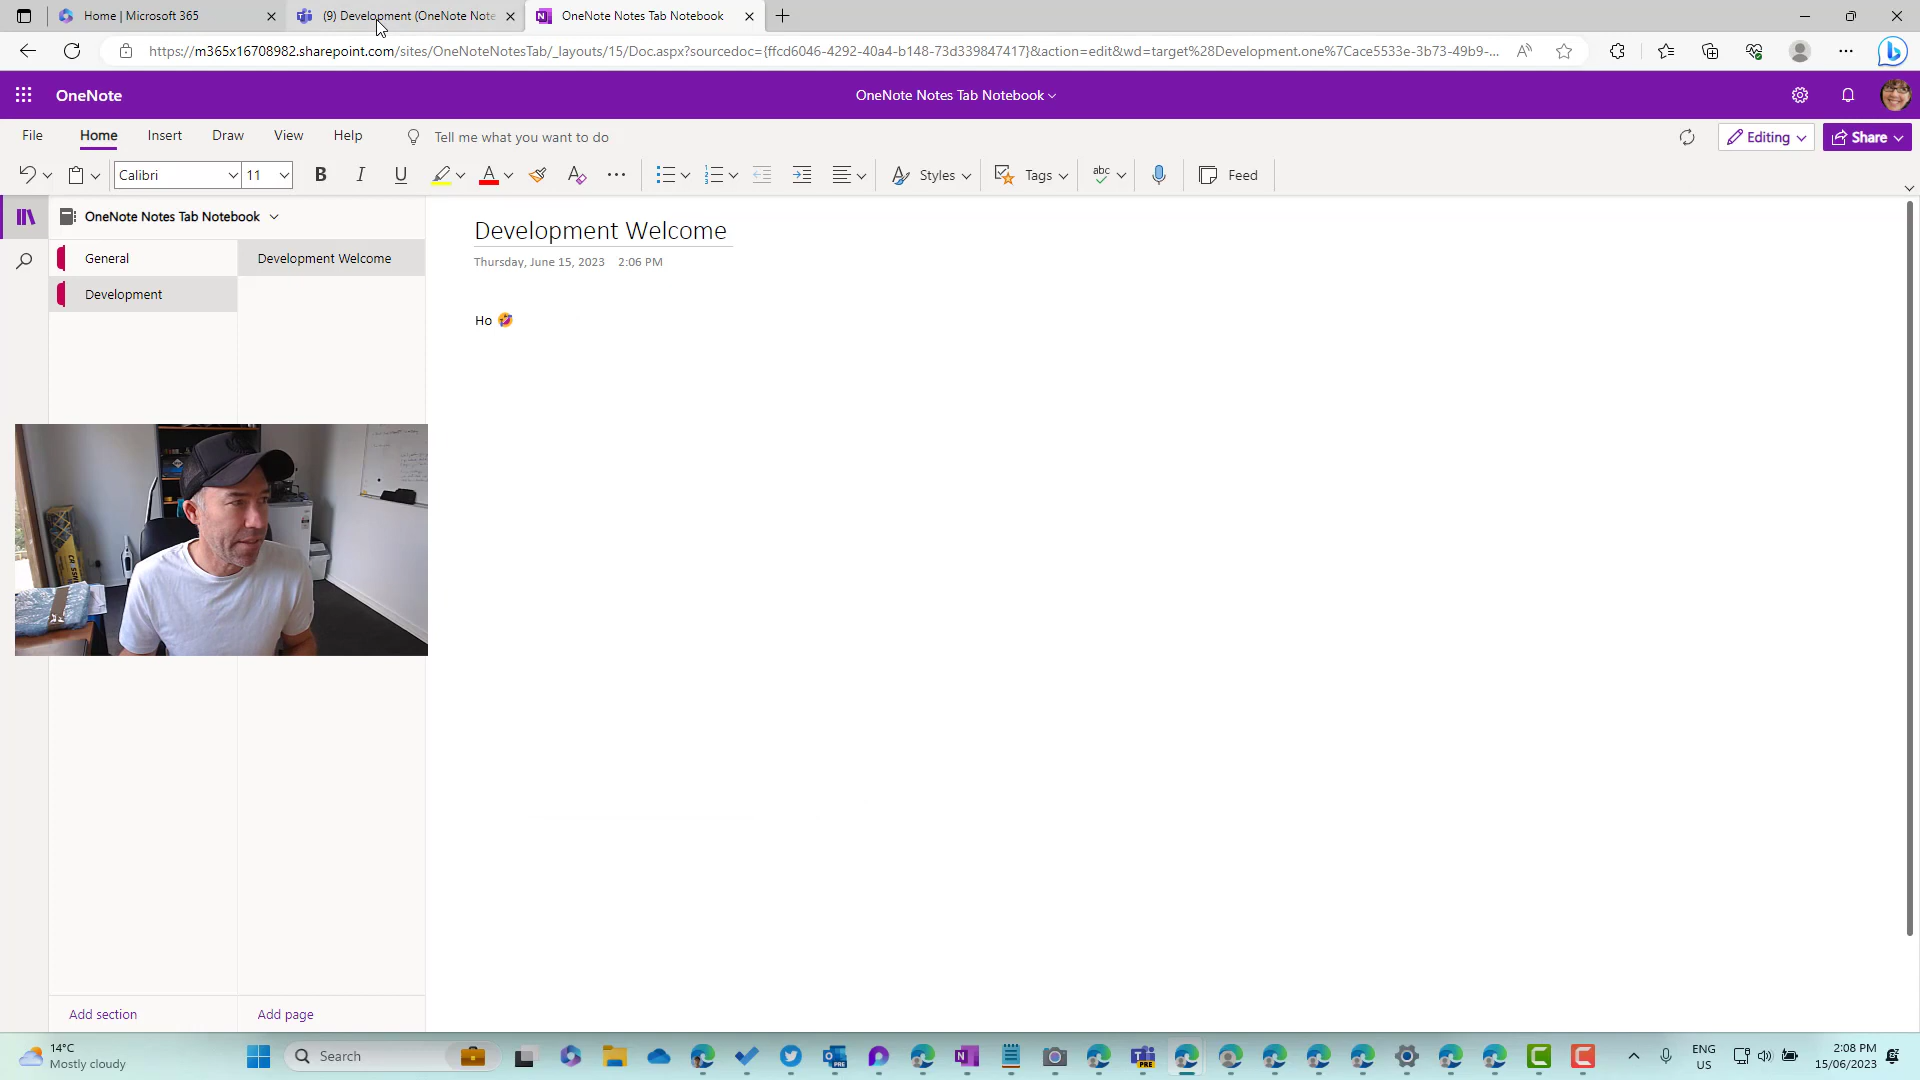 Home | Microsoft 365
(9) Development (OneNote Note
OneNote Notes Tab Notebook
https://m365x16708982.sharepoint.com/sites/OneNoteNotesTab/_layouts/15/Doc.aspx?sourcedoc={ffcd6046-4292-40a4-b148-73d339847417}&action=edit&wd=target%28Development.one%7Cace5533e-3b73-49b9-...
OneNote
OneNote Notes Tab Notebook
File Home Insert Draw View Help Tell me what you want to do
Editing
Share
Calibri 11 B I U A Styles Tags abc Feed
OneNote Notes Tab Notebook
General
Development
Development Welcome
Development Welcome
Thursday, June 15, 2023 2:06 PM
Ho 🤣
Add section
Add page
14°C
Mostly cloudy
Search
PRE
PRE
ENG
US
2:08 PM
15/06/2023